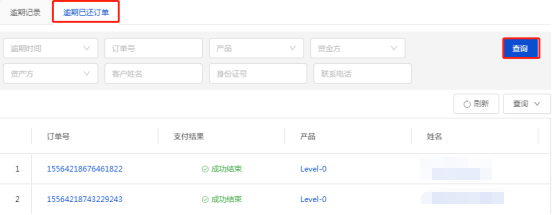 逾期记录 逾期已还订单
逾期时间 订单号 产品 资金方 查询
资产方 客户姓名 身份证号 联系电话
刷新 查询
订单号 支付结果 产品 姓名
1 15564218676461822 成功结束 Level-0
2 15564218743229243 成功结束 Level-0